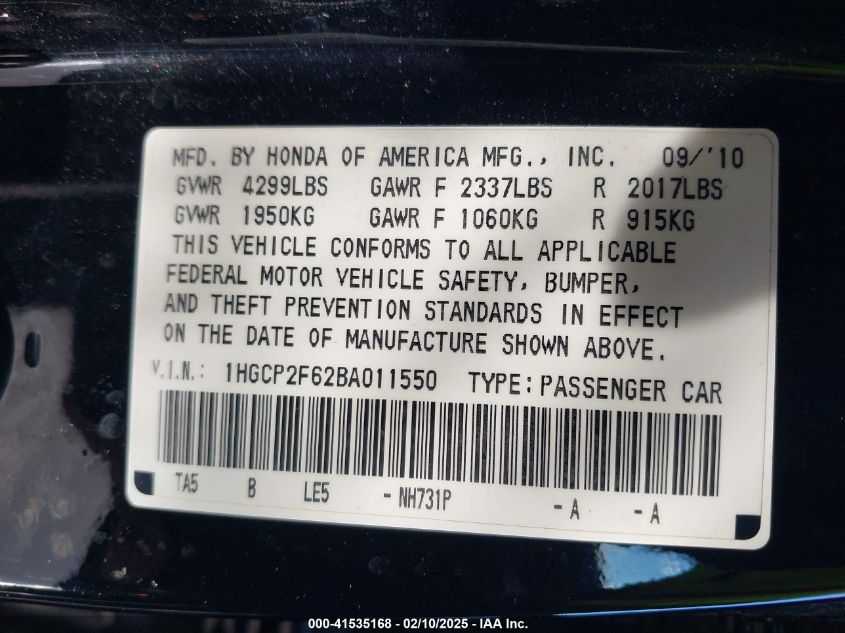 MFD. BY HONDA OF AMERICA MFG., INC. 09/'10
GVWR 4299LBS GAWR F 2337LBS R 2017LBS
GVWR 1950KG GAWR F 1060KG R 915KG
THIS VEHICLE CONFORMS TO ALL APPLICABLE
FEDERAL MOTOR VEHICLE SAFETY, BUMPER,
AND THEFT PREVENTION STANDARDS IN EFFECT
ON THE DATE OF MANUFACTURE SHOWN ABOVE.
V.I.N.: 1HGCP2F62BA011550 TYPE:PASSENGER CAR
TA5 B LE5 -NH731P -A -A
000-41535168 - 02/10/2025 - IAA Inc.